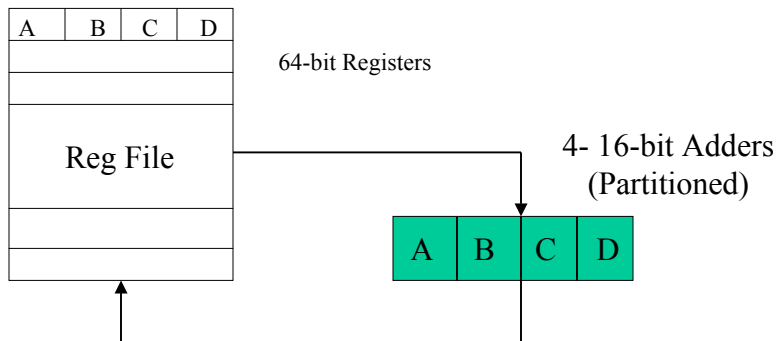 A B C D
64-bit Registers
Reg File
4- 16-bit Adders
(Partitioned)
A B C D